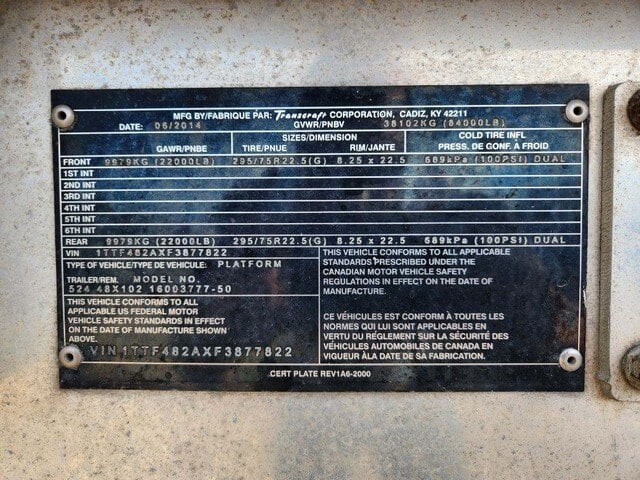 MFG BY/FABRIQUE PAR: Transcraft CORPORATION, CADIZ, KY 42211
DATE: 06/2014 GVWR/PNBV 38102KG (84000LB)
SIZES/DIMENSION COLD TIRE INFL
GAWR/PNBE TIRE/PNUE RIM/JANTE PRESS. DE GONF. À FROID
FRONT 9979KG (22000LB) 295/75R22.5(G) 8.25 x 22.5 689kPa (100PSI) DUAL
1ST INT
2ND INT
3RD INT
4TH INT
5TH INT
6TH INT
REAR 9979KG (22000LB) 295/75R22.5(G) 8.25 x 22.5 689kPa (100PSI) DUAL
VIN 1TTF482AXF3877822
TYPE OF VEHICLE/TYPE DE VÉHICULE: PLATFORM
TRAILER/REM. MODEL NO
524 48X102 16003777-50
THIS VEHICLE CONFORMS TO ALL
APPLICABLE US FEDERAL MOTOR
VEHICLE SAFETY STANDARDS IN EFFECT
ON THE DATE OF MANUFACTURE SHOWN
ABOVE.
VIN 1TTF482AXF3877822
THIS VEHICLE CONFORMS TO ALL APPLICABLE
STANDARDS PRESCRIBED UNDER THE
CANADIAN MOTOR VEHICLE SAFETY
REGULATIONS IN EFFECT ON THE DATE OF
MANUFACTURE.
CE VÉHICULES EST CONFORM À TOUTES LES
NORMES QUI LUI SONT APPLICABLES EN
VERTU DU RÉGLEMENT SUR LA SÉCURITÉ DES
VÉHICULES AUTOMOBILES DE CANADA EN
VIGUEUR À LA DATE DE SA FABRICATION.
CERT PLATE REV1A6-2000